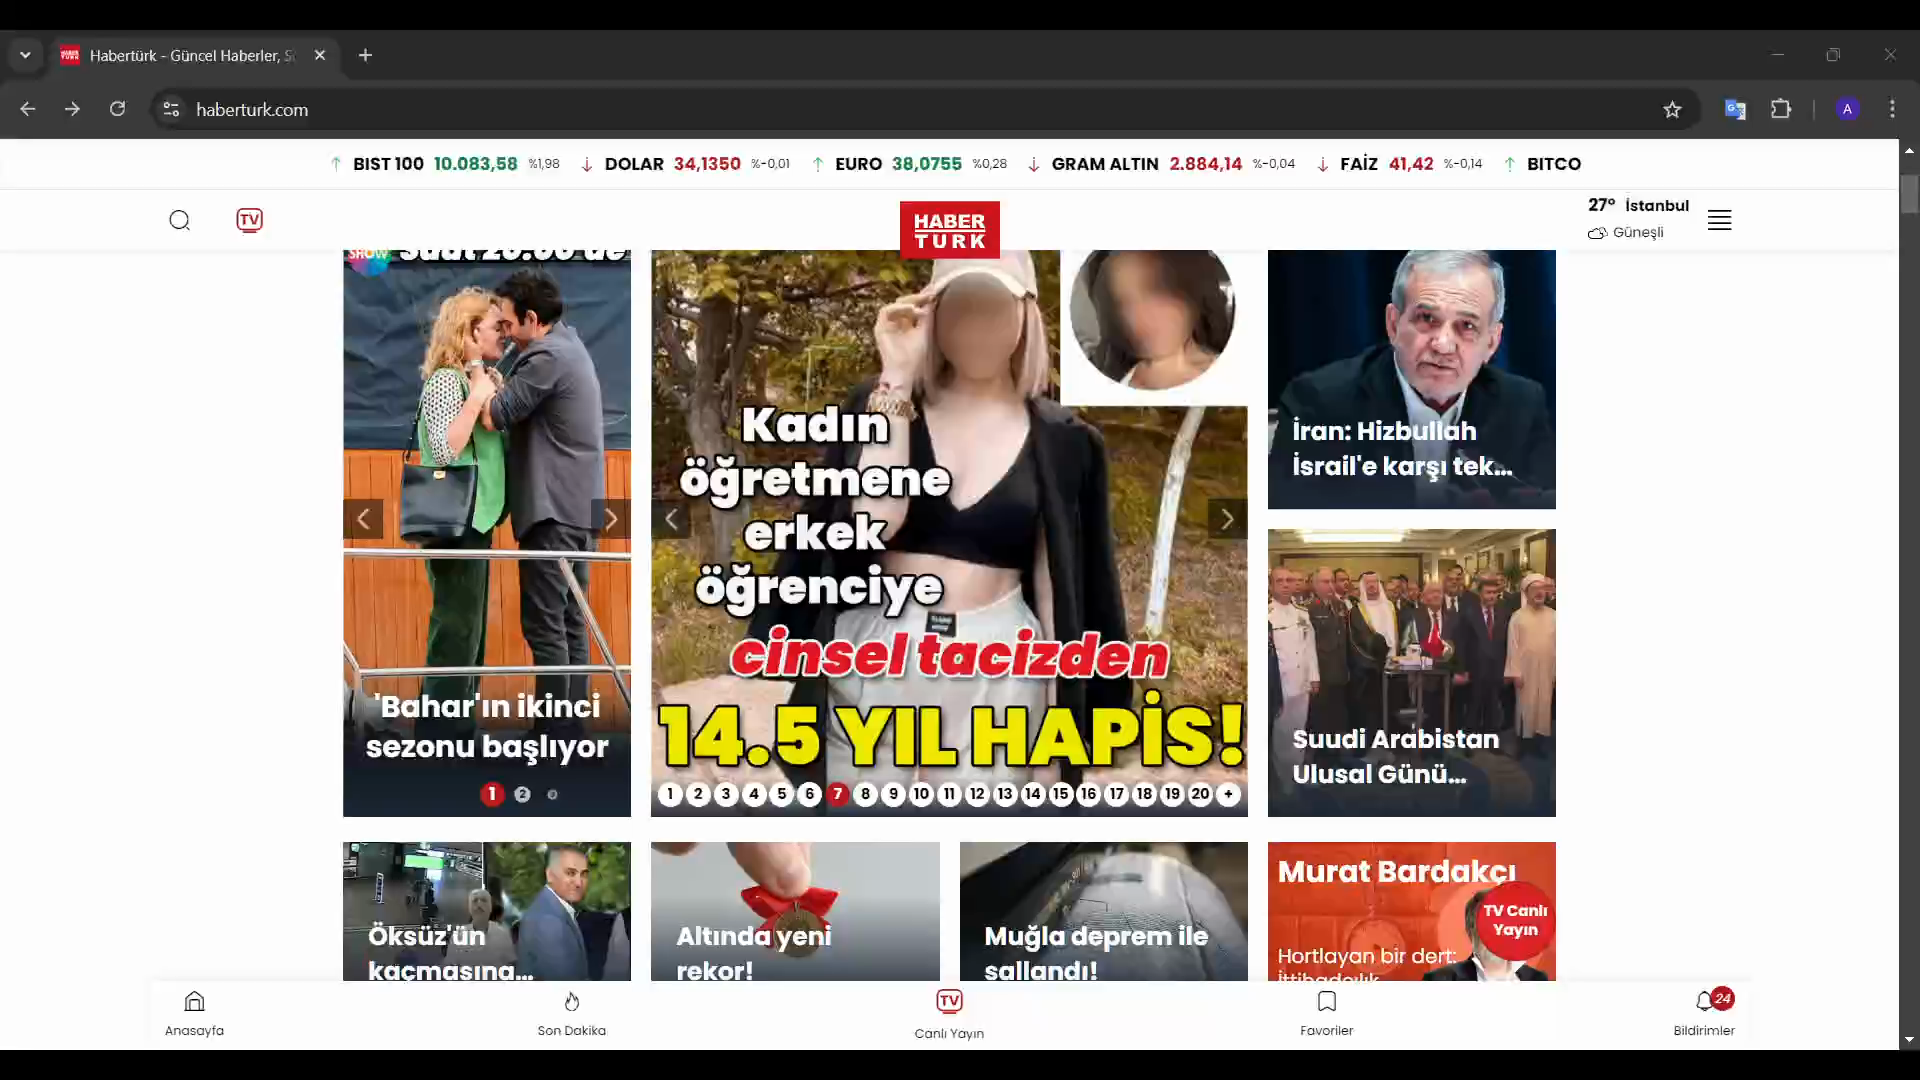 Habertürk - Güncel Haberler, S
haberturk.com
A
BIST 100 10.083,58 %1,98 DOLAR 34,1350 %-0,01 EURO 38,0755 %0,28 GRAM ALTIN 2.884,14 %-0,04 FAİZ 41,42 %-0,14 BITCO
TV
HABER
TURK
27° İstanbul
Güneşli
SHOW
'Bahar'ın ikinci
sezonu başlıyor
1 2
Kadın
öğretmene
erkek
öğrenciye
cinsel tacizden
14.5 YIL HAPİS!
1 2 3 4 5 6 7 8 9 10 11 12 13 14 15 16 17 18 19 20 +
İran: Hizbullah
İsrail'e karşı tek...
Suudi Arabistan
Ulusal Günü...
Öksüz'ün
kaçmasına...
Altında yeni
rekor!
Muğla deprem ile
sallandı!
Murat Bardakçı
TV Canlı
Yayın
Hortlayan bir dert:
İttihadcılık
Anasayfa
Son Dakika
TV
Canlı Yayın
Favoriler
24
Bildirimler